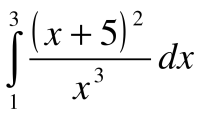 ∫₁³ (x + 5)² / x³ dx